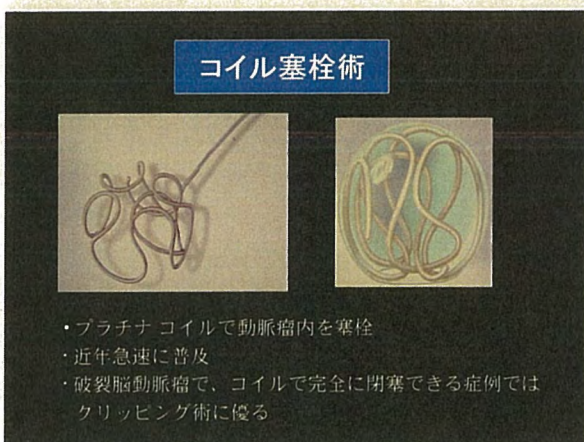 コイル塞栓術
・プラチナ コイルで動脈瘤内を塞栓
・近年急速に普及
・破裂脳動脈瘤で、コイルで完全に閉塞できる症例では
クリッピング術に優る